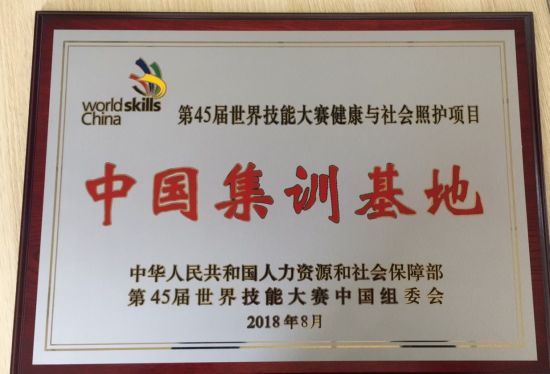 worldskills
China
第45届世界技能大赛健康与社会照护项目
中国集训基地
中华人民共和国人力资源和社会保障部
第45届世界技能大赛中国组委会
2018年8月